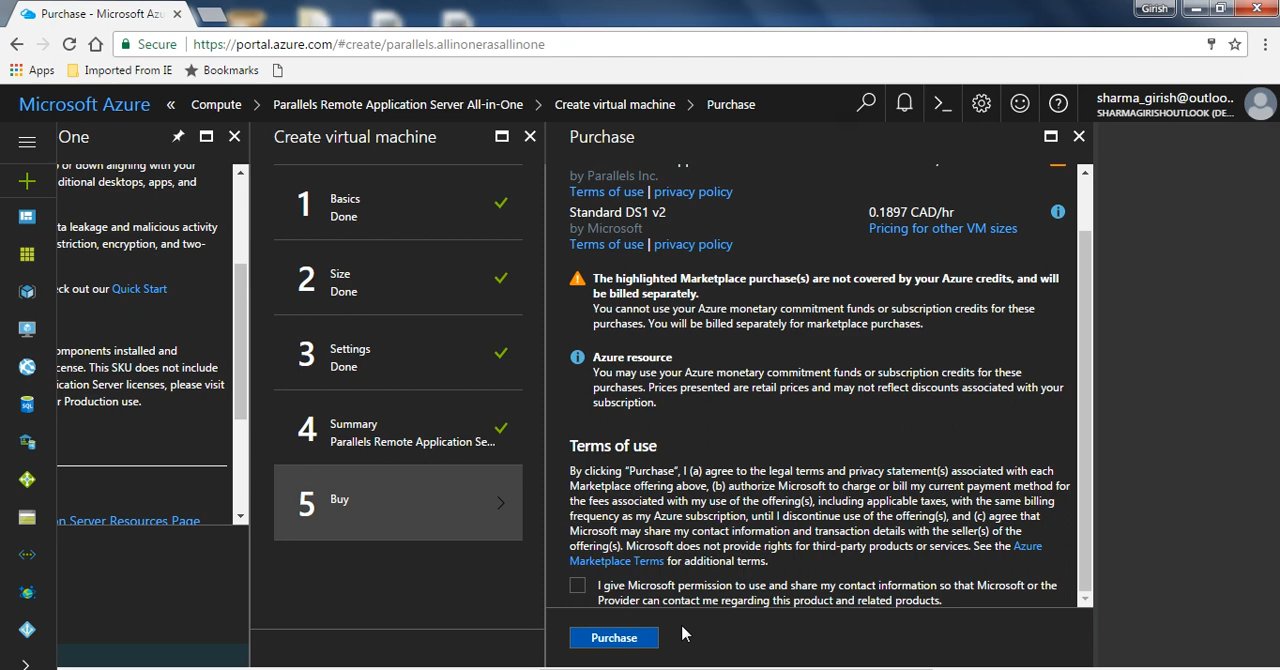 Purchase - Microsoft Azu
Girish
Secure
https://portal.azure.com/#create/parallels.allinonerasallinone
Apps
Imported From IE
Bookmarks
Microsoft Azure « Compute > Parallels Remote Application Server All-in-One > Create virtual machine > Purchase
sharma_girish@outloo..
SHARMAGIRISHOUTLOOK (DE...
One
or down aligning with your
ditional desktops, apps, and
ta leakage and malicious activity
striction, encryption, and two-
ck out our Quick Start
omponents installed and
cense. This SKU does not include
ication Server licenses, please visit
r Production use.
n Server Resources Page
SQL
Create virtual machine
1 Basics
Done
2 Size
Done
3 Settings
Done
4 Summary
Parallels Remote Application Se...
5 Buy
Purchase
by Parallels Inc.
Terms of use | privacy policy
Standard DS1 v2
0.1897 CAD/hr
by Microsoft
Pricing for other VM sizes
Terms of use | privacy policy
The highlighted Marketplace purchase(s) are not covered by your Azure credits, and will
be billed separately.
You cannot use your Azure monetary commitment funds or subscription credits for these
purchases. You will be billed separately for marketplace purchases.
Azure resource
You may use your Azure monetary commitment funds or subscription credits for these
purchases. Prices presented are retail prices and may not reflect discounts associated with your
subscription.
Terms of use
By clicking "Purchase", I (a) agree to the legal terms and privacy statement(s) associated with each
Marketplace offering above, (b) authorize Microsoft to charge or bill my current payment method for
the fees associated with my use of the offering(s), including applicable taxes, with the same billing
frequency as my Azure subscription, until I discontinue use of the offering(s), and (c) agree that
Microsoft may share my contact information and transaction details with the seller(s) of the
offering(s). Microsoft does not provide rights for third-party products or services. See the Azure
Marketplace Terms for additional terms.
I give Microsoft permission to use and share my contact information so that Microsoft or the
Provider can contact me regarding this product and related products.
Purchase